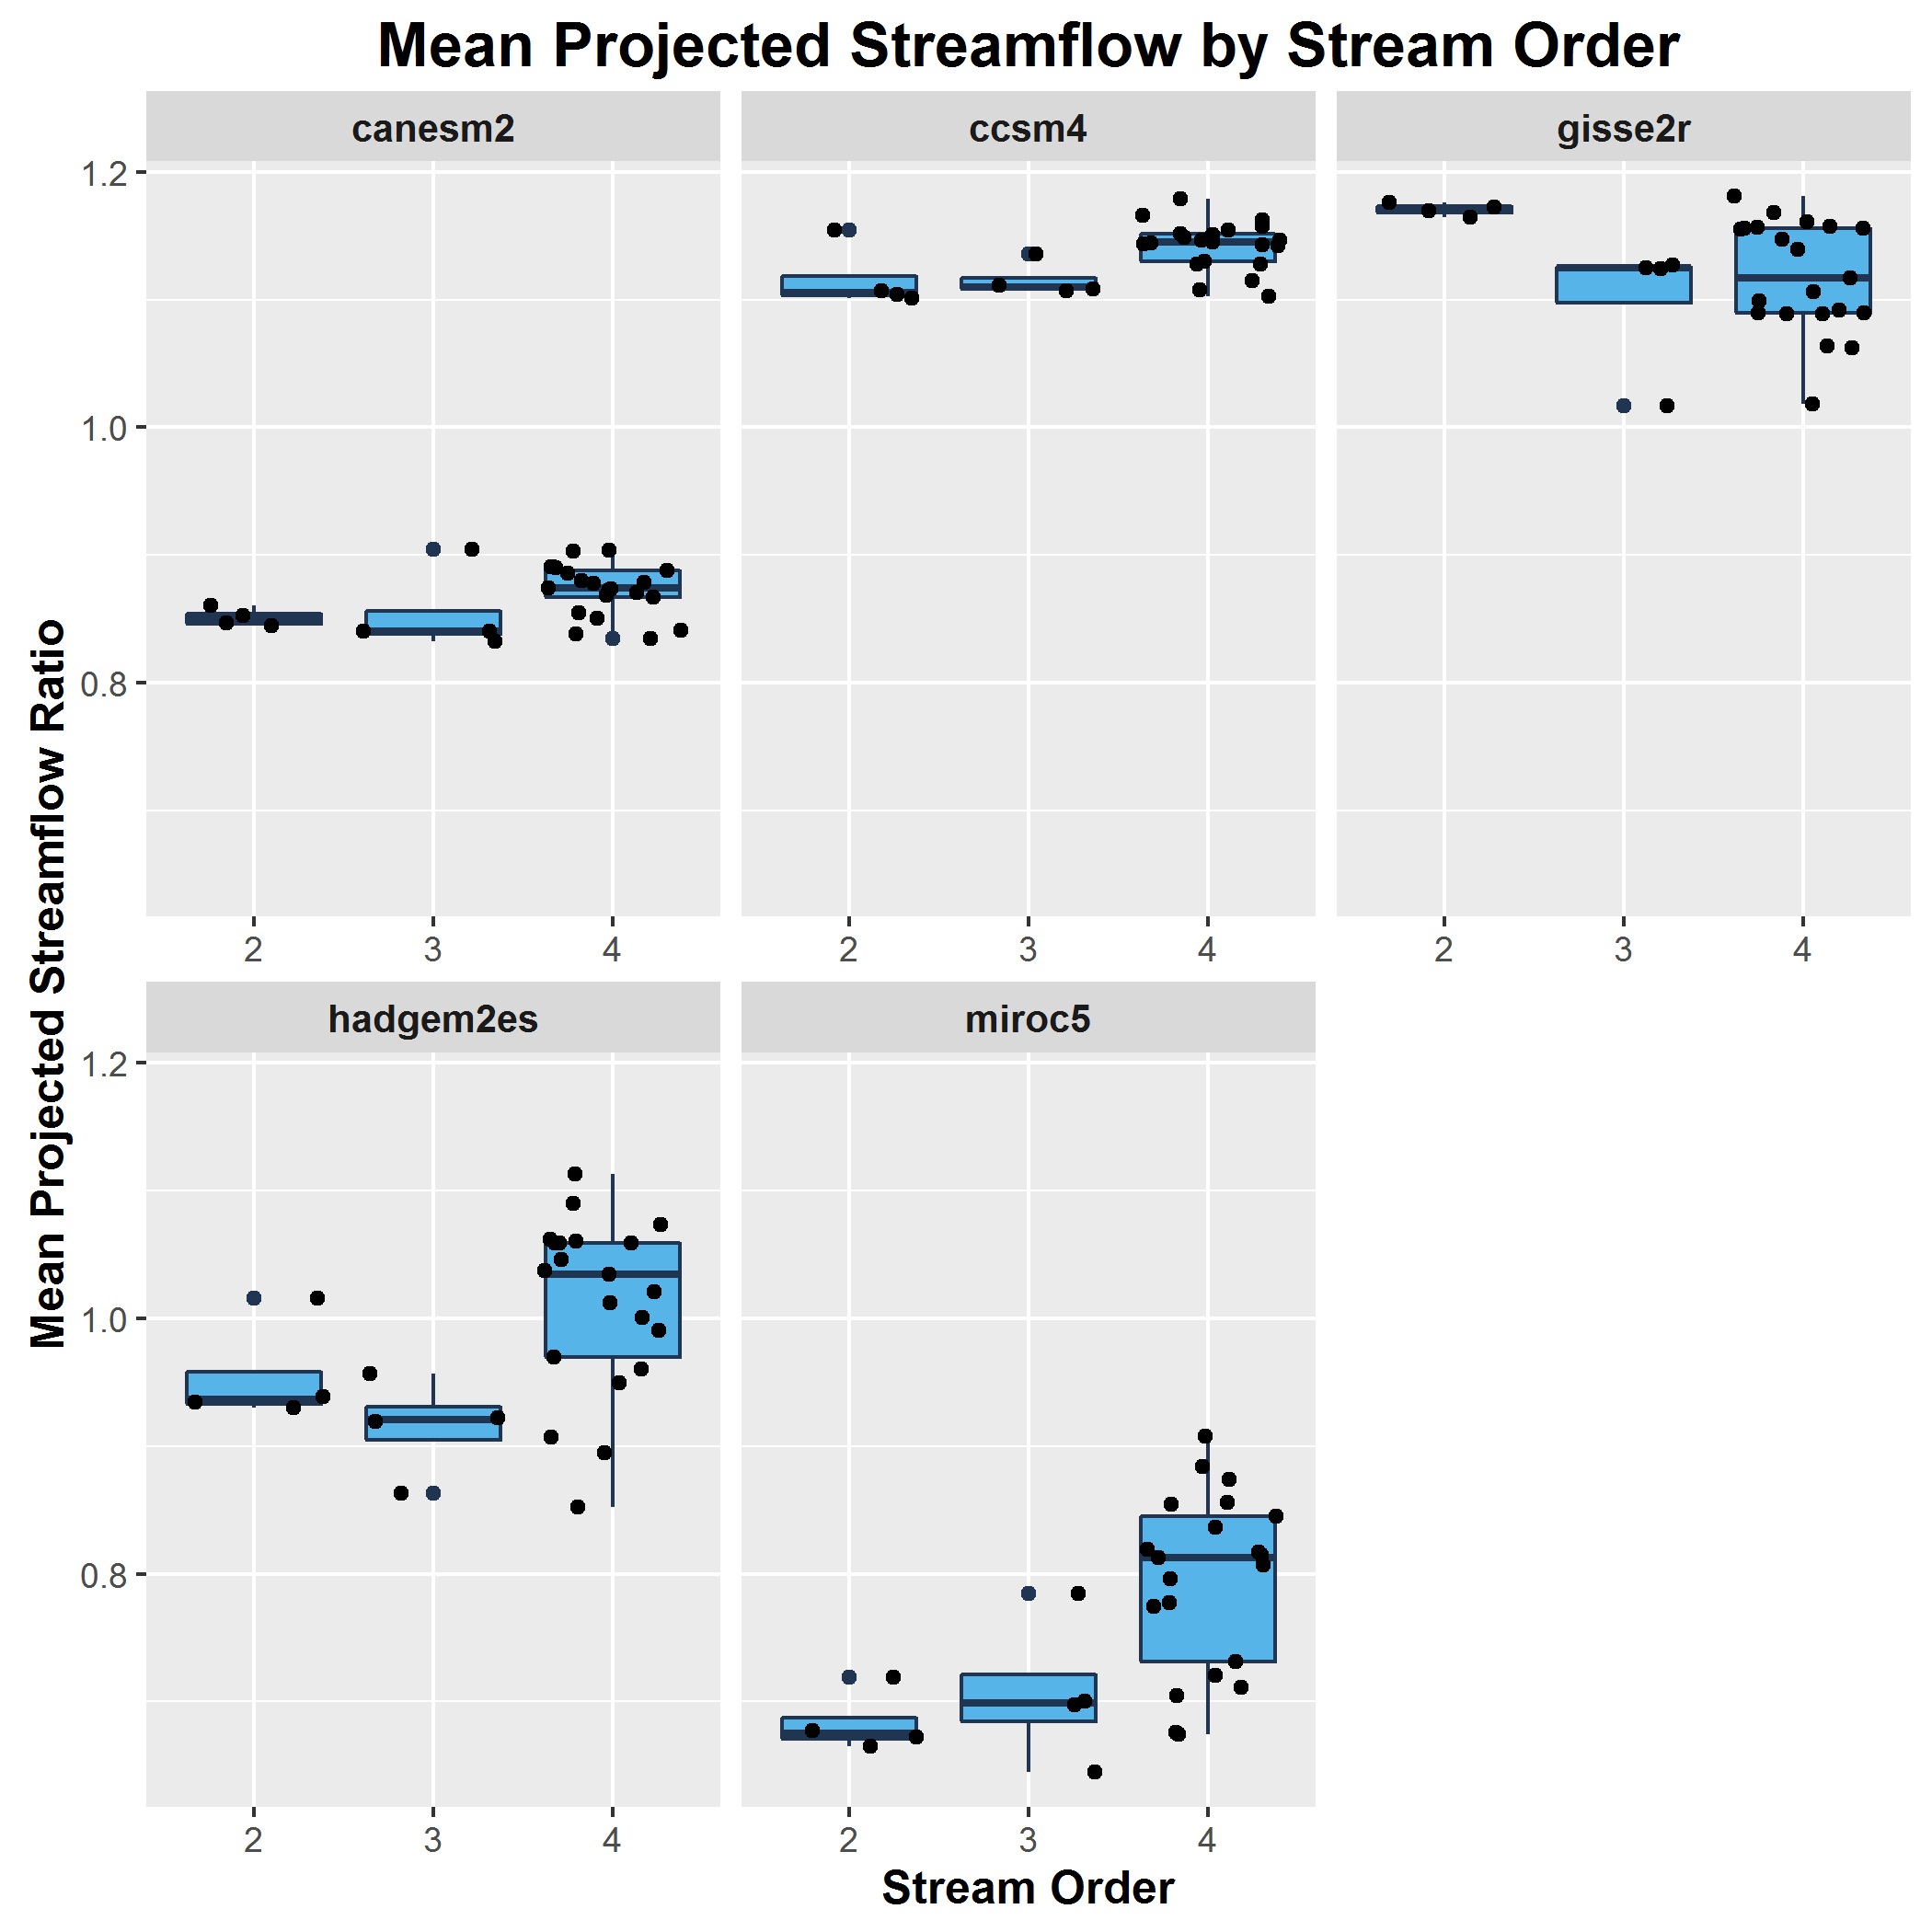 Mean Projected Streamflow by Stream Order
canesm2 ccsm4 gisse2r
1.2
1.0
0.8
2 3 4 2 3 4 2 3 4
Mean Projected Streamflow Ratio
hadgem2es miroc5
1.2
1.0
0.8
2 3 4 2 3 4
Stream Order